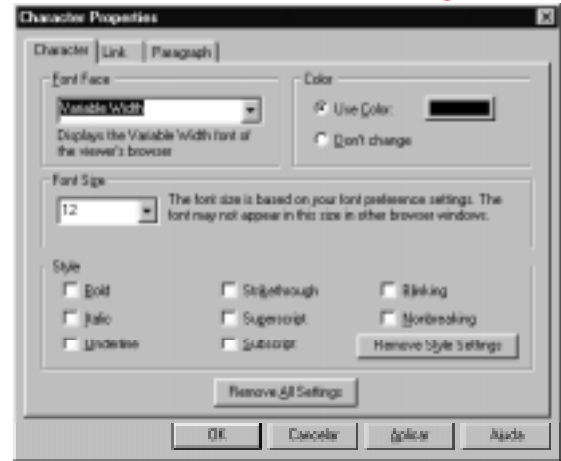 Character Properties
Character Link Paragraph
Font Face
Variable Width
Displays the Variable Width font of
the viewer's browser
Color
Use Color:
Don't change
Font Size
12
The font size is based on your font preference settings. The
font may not appear in this size in other browser windows.
Style
Bold Strikethrough Blinking
Italic Superscript Nonbreaking
Underline Subscript Remove Style Settings
Remove All Settings
OK Cancelar Aplicar Ajuda